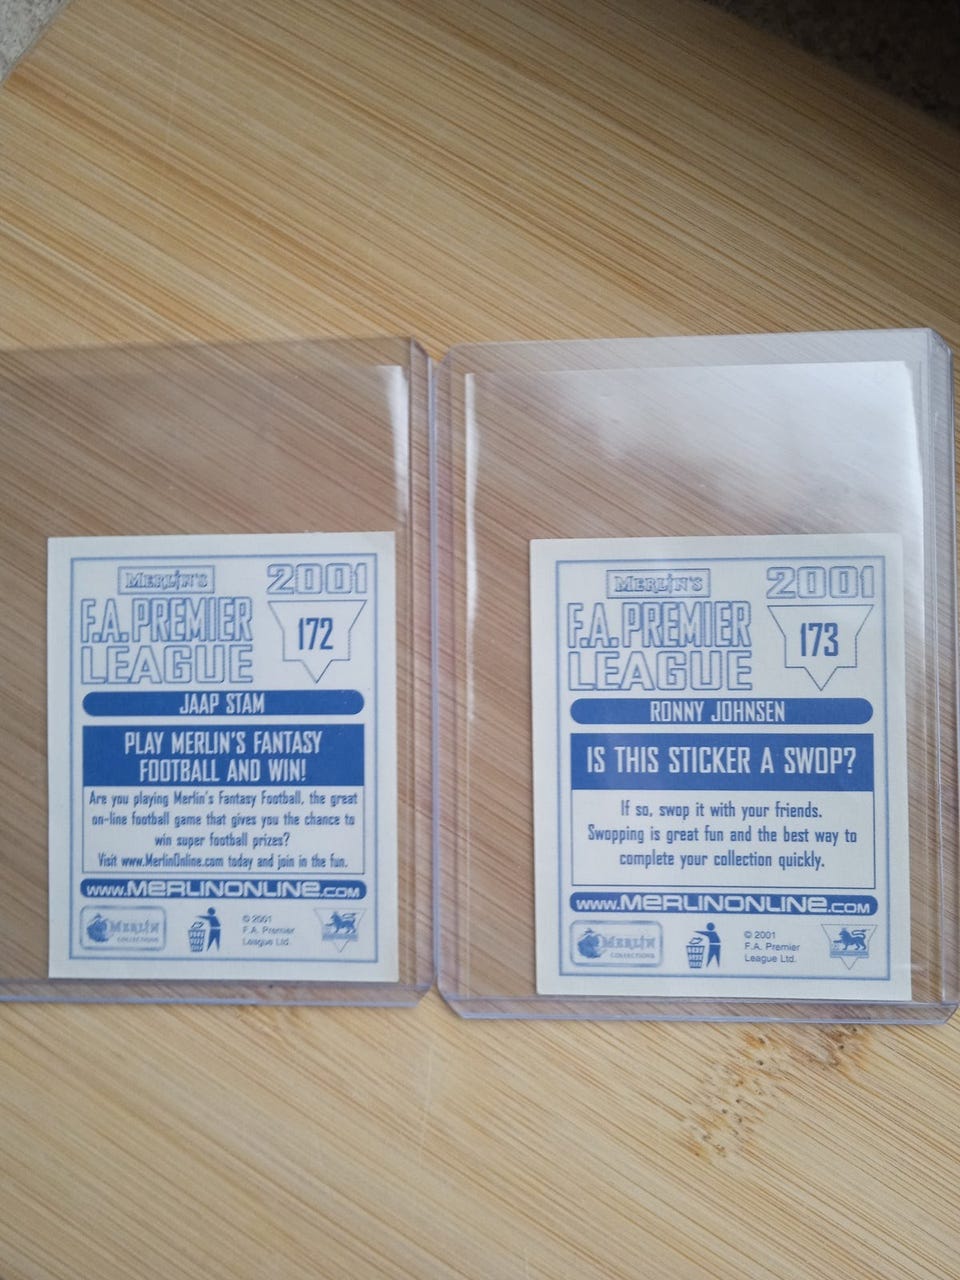 MERLIN'S
2001
F.A. PREMIER
LEAGUE
172
JAAP STAM
PLAY MERLIN'S FANTASY
FOOTBALL AND WIN!
Are you playing Merlin's Fantasy Football, the great
on-line football game that gives you the chance to
win super football prizes?
Visit www.MerlinOnline.com today and join in the fun.
WWW.MERLINONLINE.COM
MERLIN
COLLECTIONS
© 2001
F.A. Premier
League Ltd.
MERLIN'S
2001
F.A. PREMIER
LEAGUE
173
RONNY JOHNSEN
IS THIS STICKER A SWOP?
If so, swop it with your friends.
Swopping is great fun and the best way to
complete your collection quickly.
WWW.MERLINONLINE.COM
MERLIN
COLLECTIONS
© 2001
F.A. Premier
League Ltd.